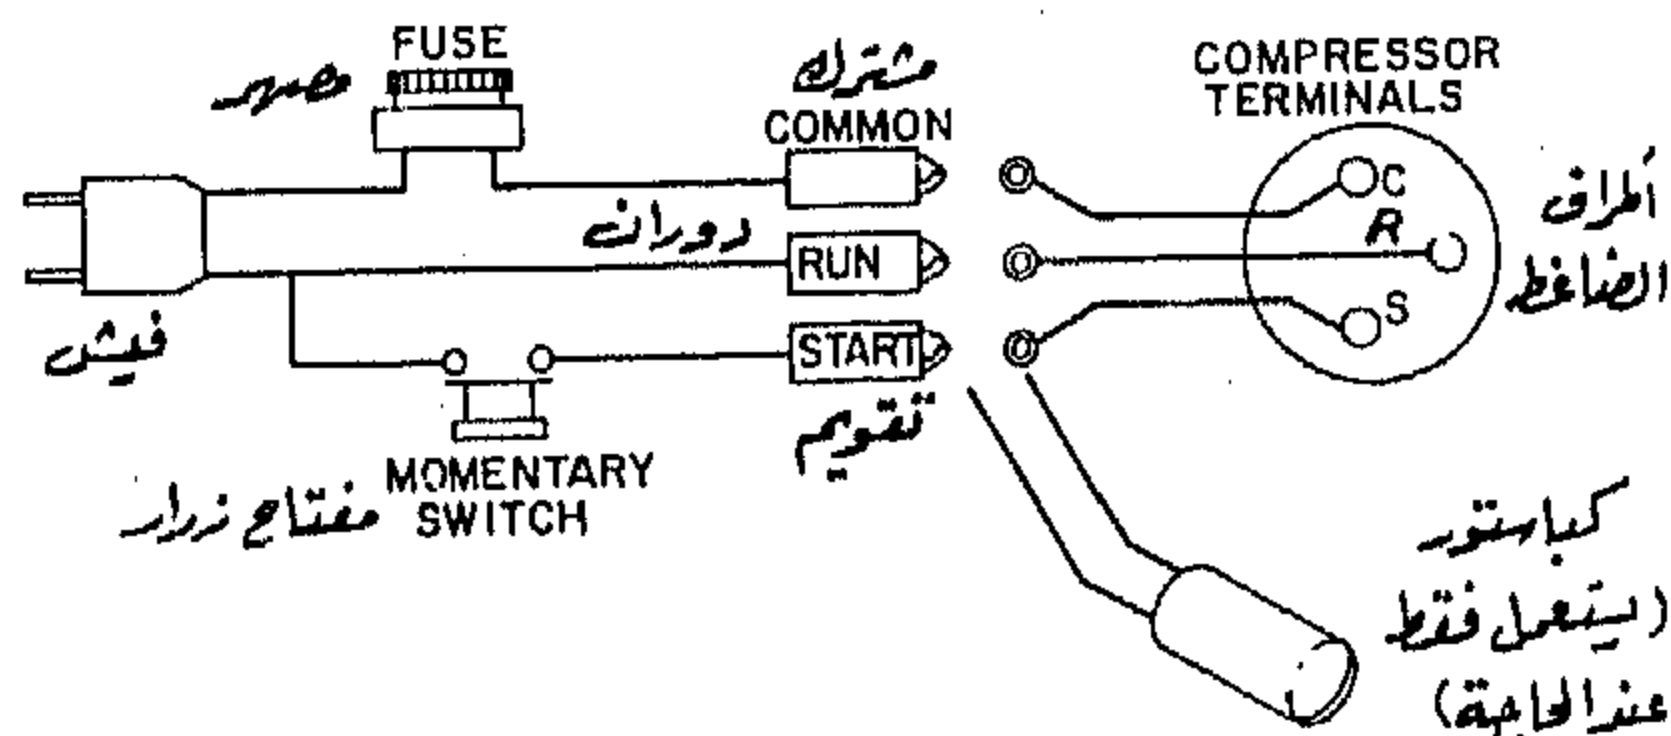 FUSE
مصهر
مشترك
COMMON
COMPRESSOR
TERMINALS
C
R
S
أطراف
الضاغط
دوران
RUN
فيش
START
تقويم
MOMENTARY
SWITCH
مفتاح زرار
كباستور
(يستعمل فقط
عند الحاجة)